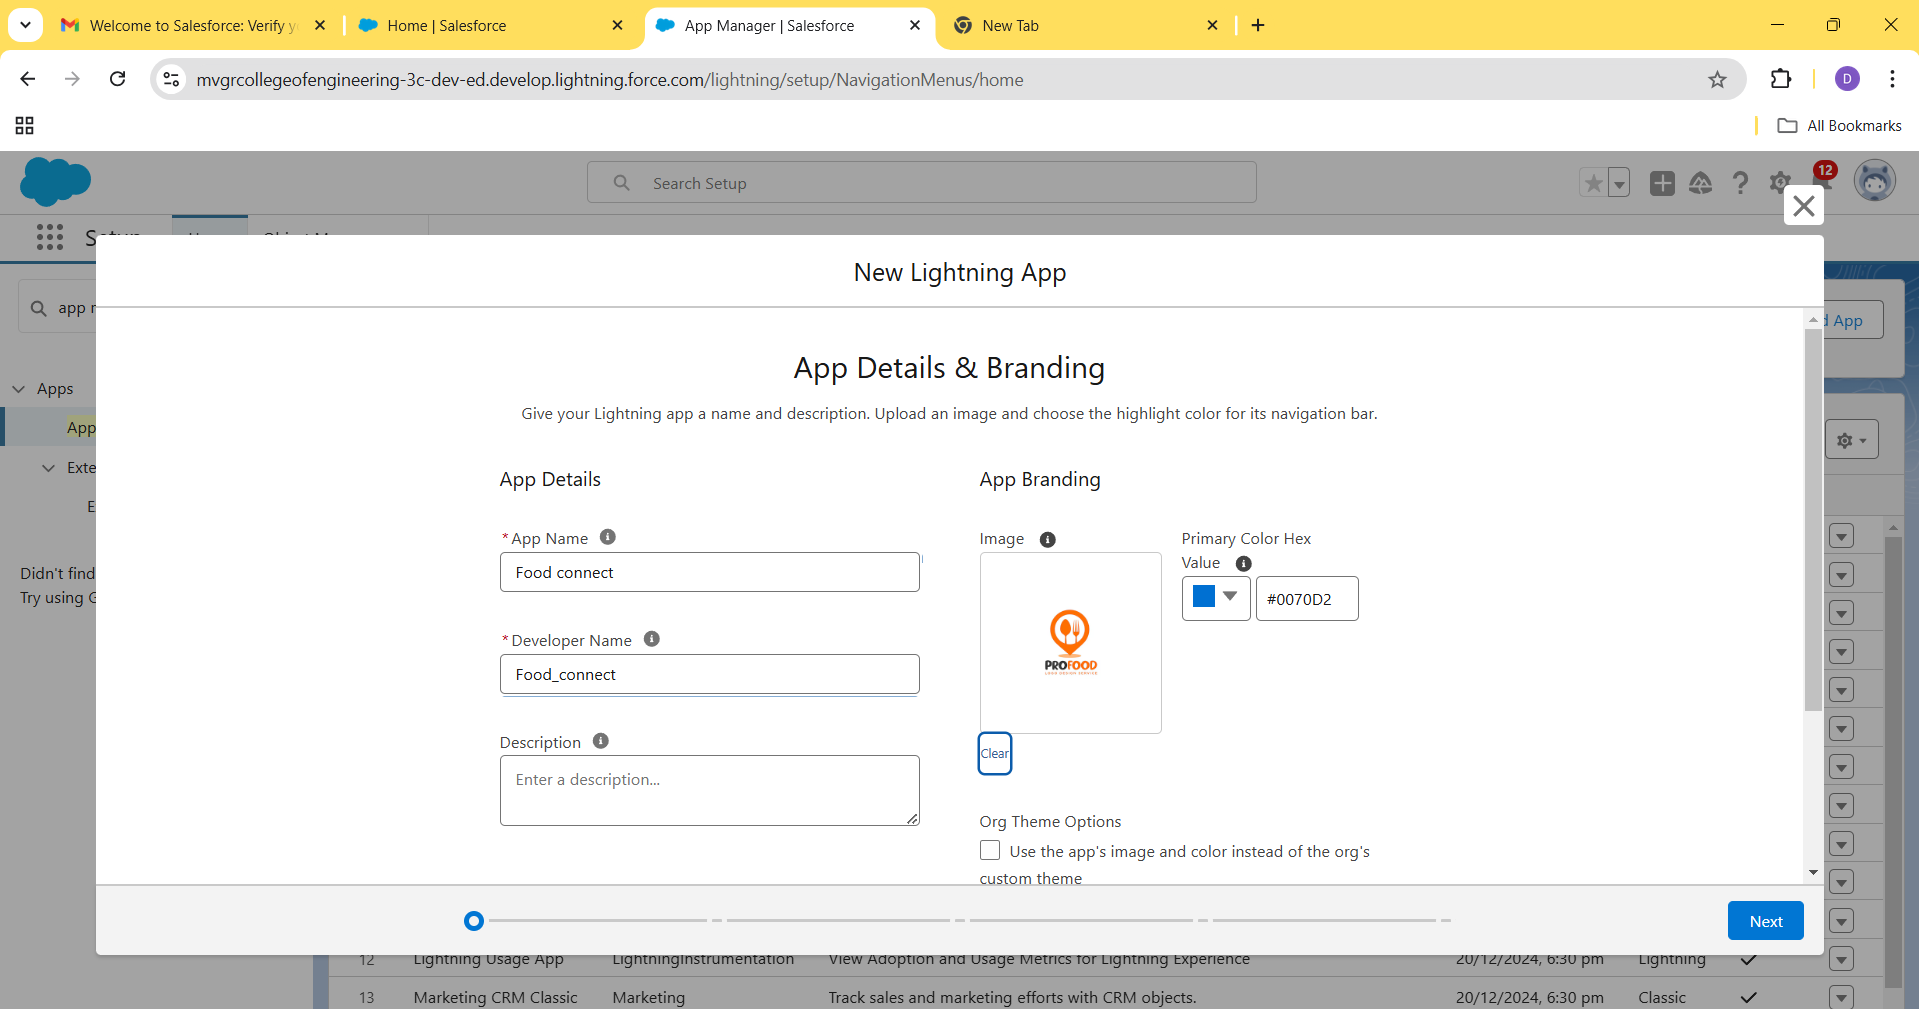 Welcome to Salesforce: Verify y
Home | Salesforce
App Manager | Salesforce
New Tab
mvgrcollegeofengineering-3c-dev-ed.develop.lightning.force.com/lightning/setup/NavigationMenus/home
D
All Bookmarks
Search Setup
12
New Lightning App
app
d App
App Details & Branding
Give your Lightning app a name and description. Upload an image and choose the highlight color for its navigation bar.
Apps
App
Exte
E
Didn't find
Try using G
App Details
App Branding
*App Name
Food connect
Image
Primary Color Hex
Value
#0070D2
PROFOOD
*Developer Name
Food_connect
Clear
Description
Enter a description...
Org Theme Options
Use the app's image and color instead of the org's
custom theme
Next
12 Lightning Usage App LightningInstrumentation View Adoption and Usage Metrics for Lightning Experience 20/12/2024, 6:30 pm Lightning
13 Marketing CRM Classic Marketing Track sales and marketing efforts with CRM objects. 20/12/2024, 6:30 pm Classic